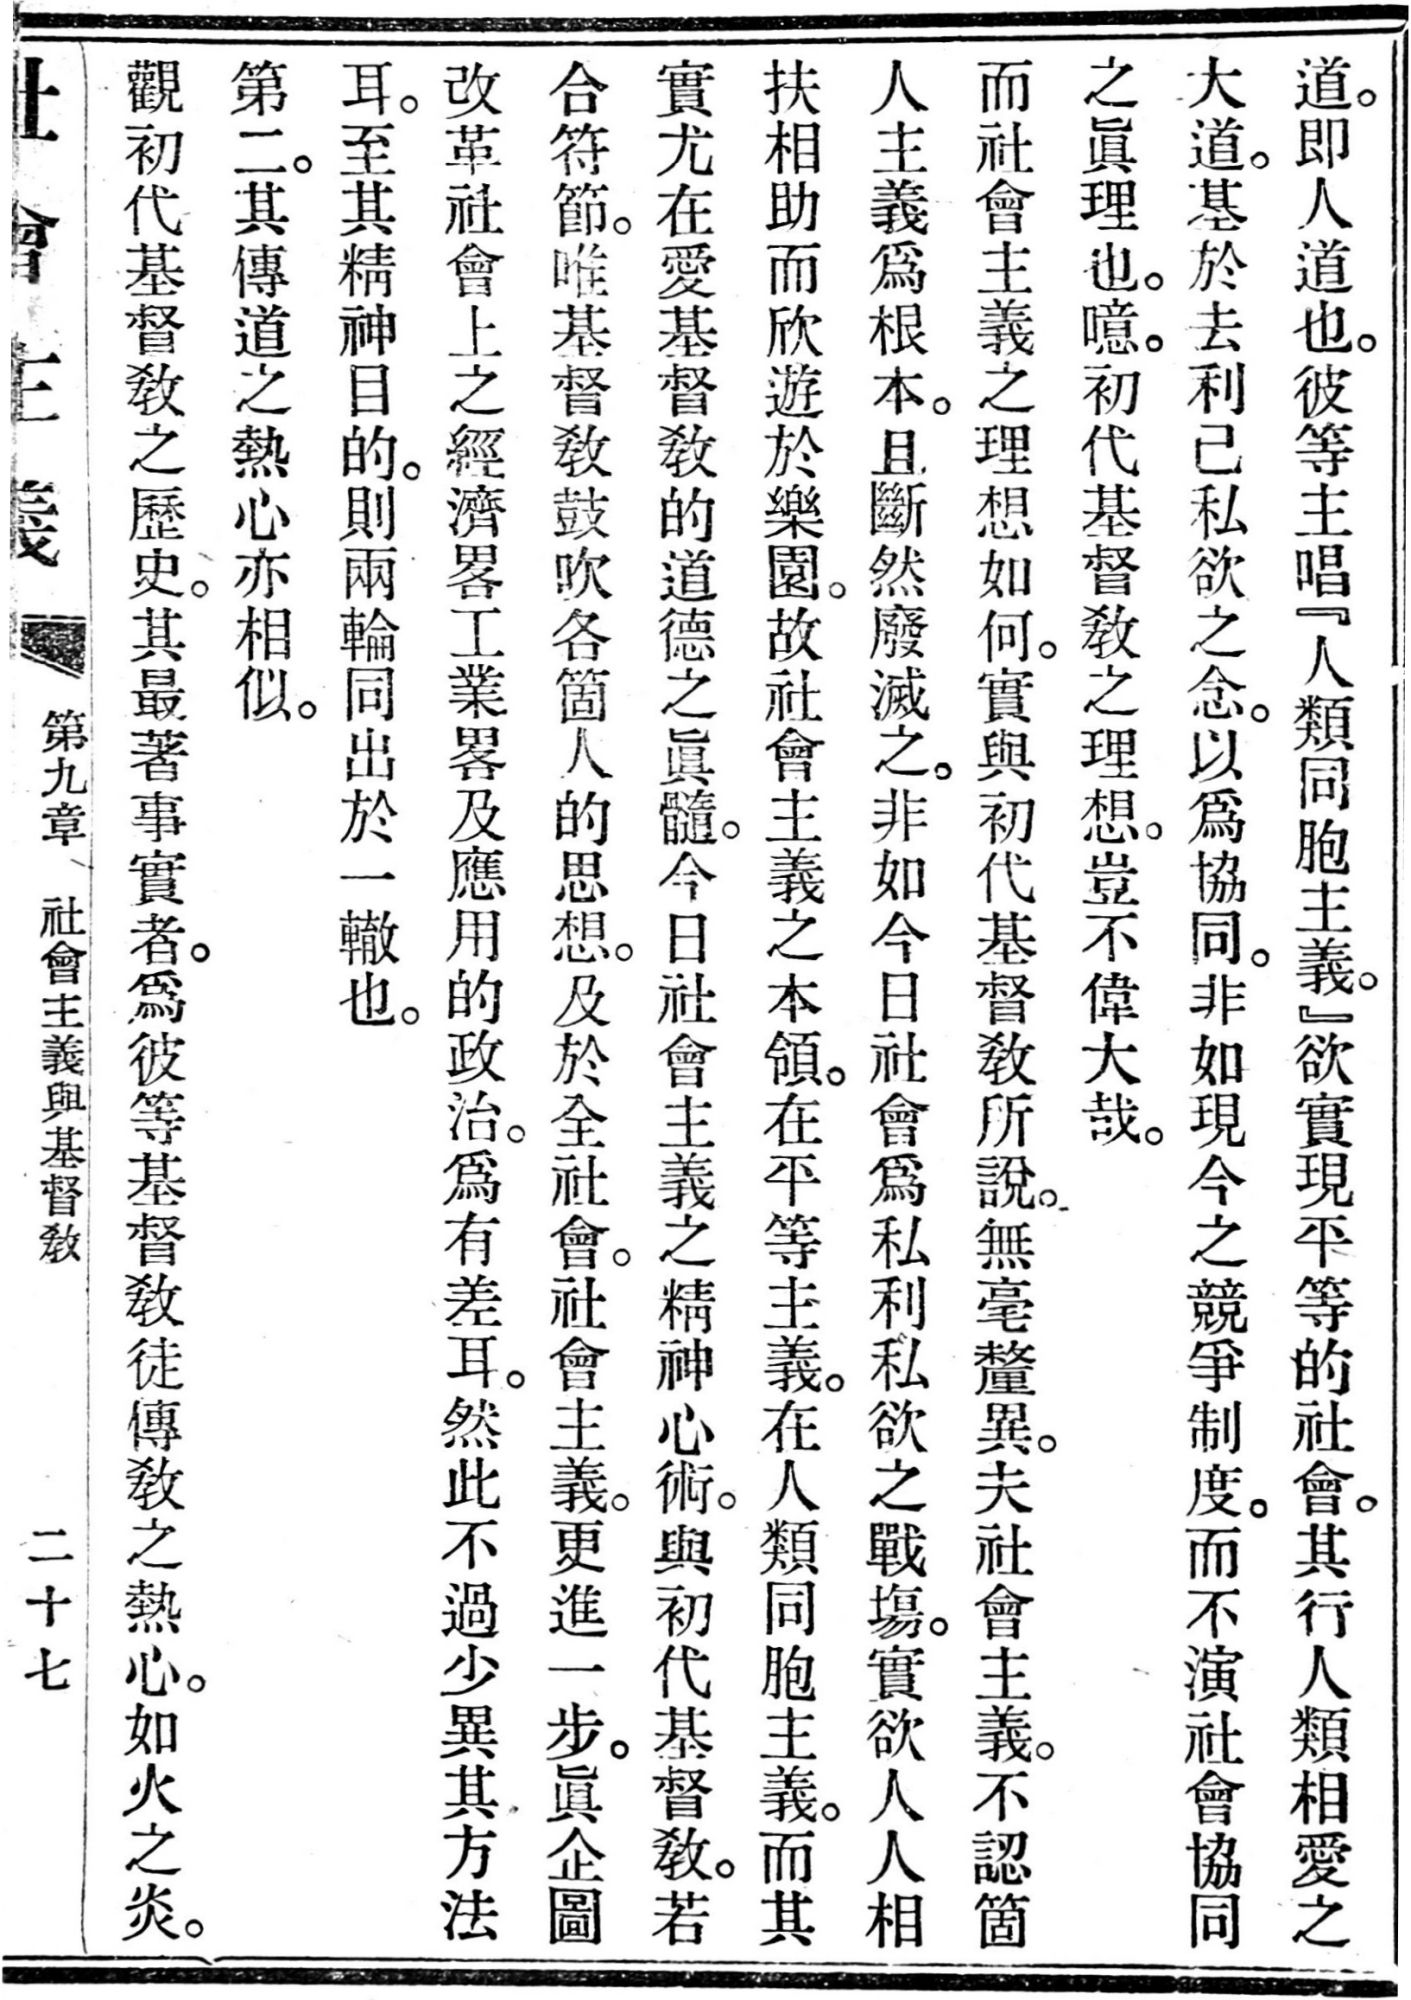 道。即人道也。彼等主唱『人類同胞主義。』欲實現平等的社會。其行人類相愛之
大道。基於去利己私欲之念。以爲協同。非如現今之競爭制度。而不演社會協同
之眞理也。噫。初代基督教之理想。豈不偉大哉。
而社會主義之理想如何。實與初代基督教所說。無毫釐異。夫社會主義。不認箇
人主義爲根本。且斷然廢滅之。非如今日社會爲私利私欲之戰塲。實欲人人相
扶相助而欣遊於樂園。故社會主義之本領。在平等主義。在人類同胞主義。而其
實尤在愛基督教的道德之眞髓。今日社會主義之精神心術。與初代基督教。若
合符節。唯基督教鼓吹各箇人的思想。及於全社會。社會主義。更進一步。眞企圖
改革社會上之經濟畧工業畧及應用的政治。爲有差耳。然此不過少異其方法
耳。至其精神目的。則兩輪同出於一轍也。
第二。其傳道之熱心亦相似。
觀初代基督教之歷史。其最著事實者。爲彼等基督教徒傳教之熱心。如火之炎。
社會主義 第九章 社會主義與基督教 二十七